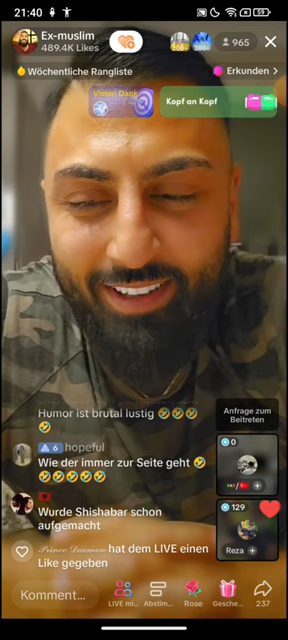 21:40
59
Ex-muslim
489.4K Likes
965
Wöchentliche Rangliste
Erkunden >
Vielen Dank
Kopf an Kopf
Humor ist brutal lustig 🤣🤣🤣
🤣
Anfrage zum
Beitreten
6 hopeful
Wie der immer zur Seite geht 🤣
🤣🤣🤣🤣🤣
0
Wurde Shishabar schon
aufgemacht
129
Prince Daemon hat dem LIVE einen
Like gegeben
Reza +
Komment...
LIVE mi...
Abstim...
Rose
Gesche...
237